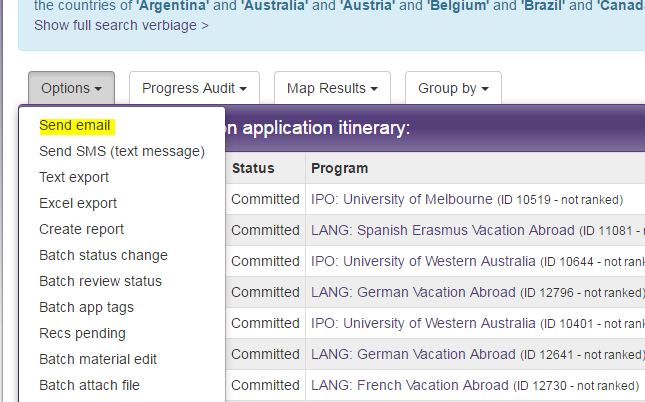 the countries of 'Argentina' and 'Australia' and 'Austria' and 'Belgium' and 'Brazil' and 'Canad
Show full search verbiage >
Options Progress Audit Map Results Group by
Send email
on application itinerary:
Send SMS (text message)
Text export
Excel export
Create report
Batch status change
Batch review status
Batch app tags
Recs pending
Batch material edit
Batch attach file
Status Program
Committed IPO: University of Melbourne (ID 10519 - not ranked)
Committed LANG: Spanish Erasmus Vacation Abroad (ID 11081 -
Committed IPO: University of Western Australia (ID 10644 - not rank
Committed LANG: German Vacation Abroad (ID 12796 - not ranked)
Committed IPO: University of Western Australia (ID 10401 - not rank
Committed LANG: German Vacation Abroad (ID 12641 - not ranked)
Committed LANG: French Vacation Abroad (ID 12730 - not ranked)